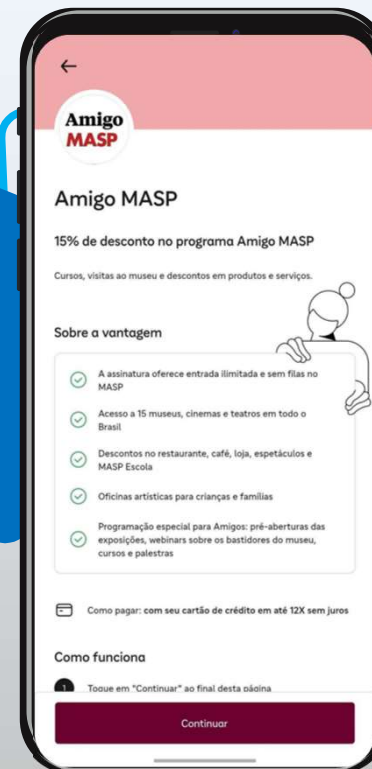 Amigo
MASP
Amigo MASP
15% de desconto no programa Amigo MASP
Cursos, visitas ao museu e descontos em produtos e serviços.
Sobre a vantagem
A assinatura oferece entrada ilimitada e sem filas no
MASP
Acesso a 15 museus, cinemas e teatros em todo o
Brasil
Descontos no restaurante, café, loja, espetáculos e
MASP Escola
Oficinas artísticas para crianças e famílias
Programação especial para Amigos: pré-aberturas das
exposições, webinars sobre os bastidores do museu,
cursos e palestras
Como pagar: com seu cartão de crédito em até 12X sem juros
Como funciona
1 Toque em "Continuar" ao final desta página
Continuar